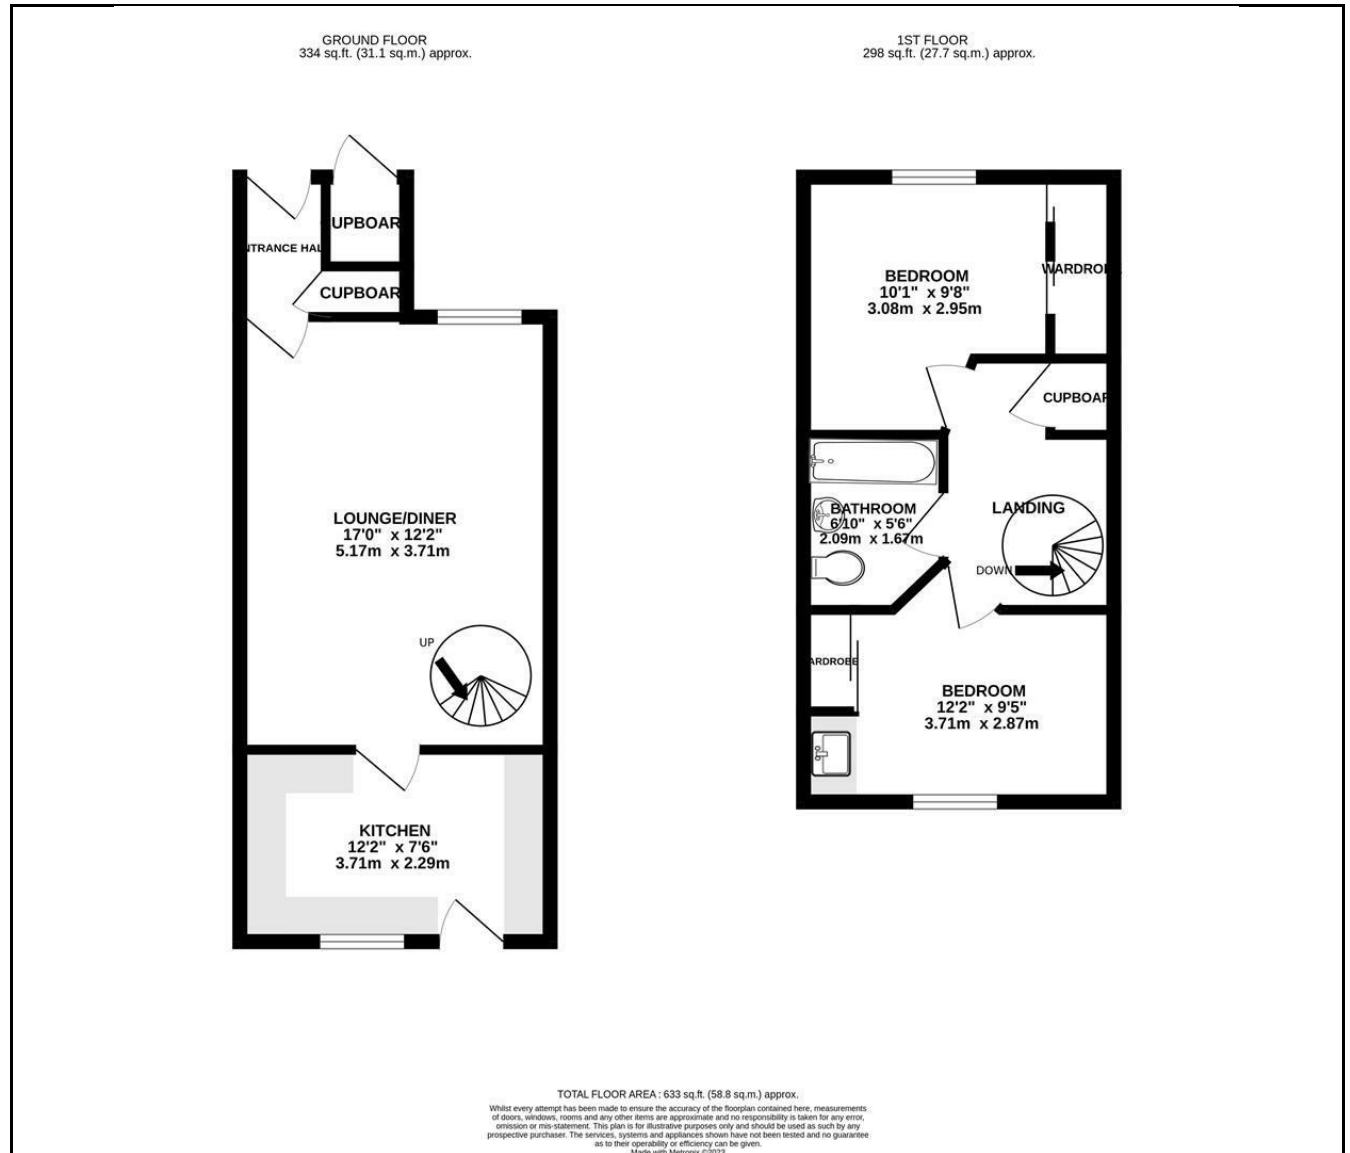 GROUND FLOOR
334 sq.ft. (31.1 sq.m.) approx.
1ST FLOOR
298 sq.ft. (27.7 sq.m.) approx.
UPBOAR
NTRANCE HAL
CUPBOAR
LOUNGE/DINER
17'0" x 12'2"
5.17m x 3.71m
UP
KITCHEN
12'2" x 7'6"
3.71m x 2.29m
BEDROOM
10'1" x 9'8"
3.08m x 2.95m
WARDROBE
CUPBOAR
BATHROOM
6'10" x 5'6"
2.09m x 1.67m
LANDING
DOWN
ARDROBE
BEDROOM
12'2" x 9'5"
3.71m x 2.87m
TOTAL FLOOR AREA : 633 sq.ft. (58.8 sq.m.) approx.
Whilst every attempt has been made to ensure the accuracy of the floorplan contained here, measurements
of doors, windows, rooms and any other items are approximate and no responsibility is taken for any error,
omission or mis-statement. This plan is for illustrative purposes only and should be used as such by any
prospective purchaser. The services, systems and appliances shown have not been tested and no guarantee
as to their operability or efficiency can be given.
Made with Metropix ©2023